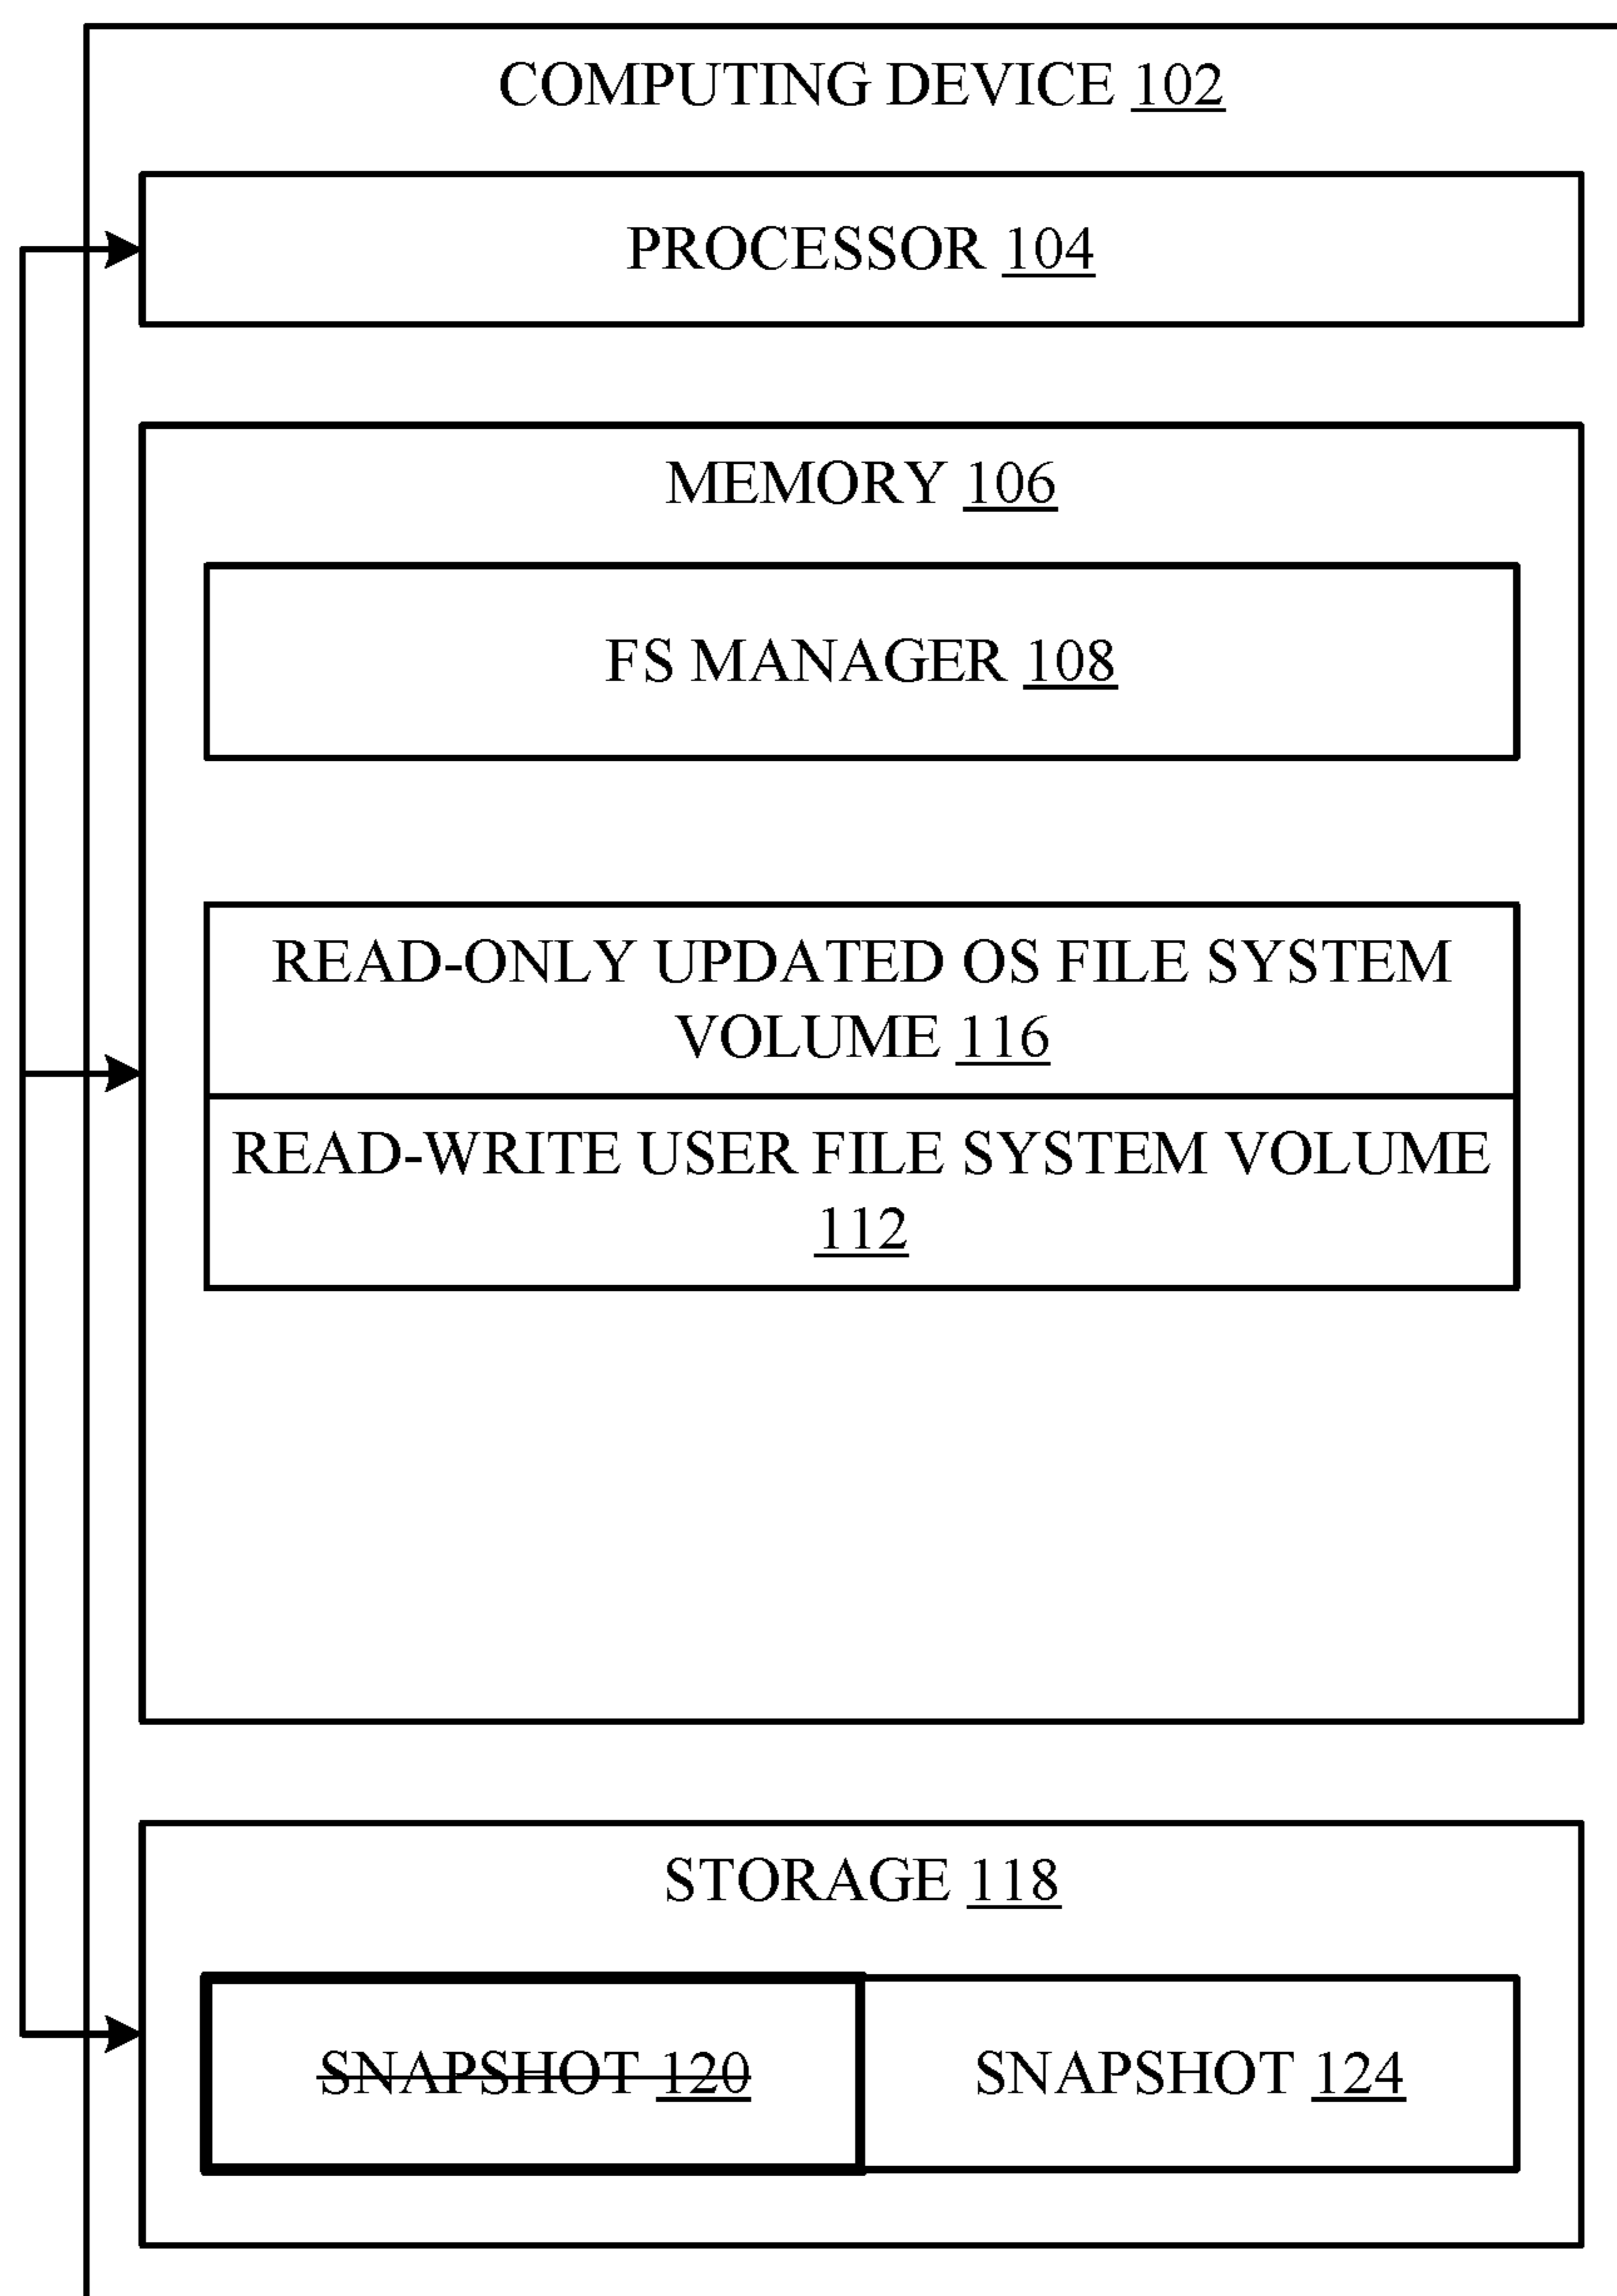 COMPUTING DEVICE 102
PROCESSOR 104
MEMORY 106
FS MANAGER 108
READ-ONLY UPDATED OS FILE SYSTEM
VOLUME 116
READ-WRITE USER FILE SYSTEM VOLUME
112
STORAGE 118
SNAPSHOT 120
SNAPSHOT 124